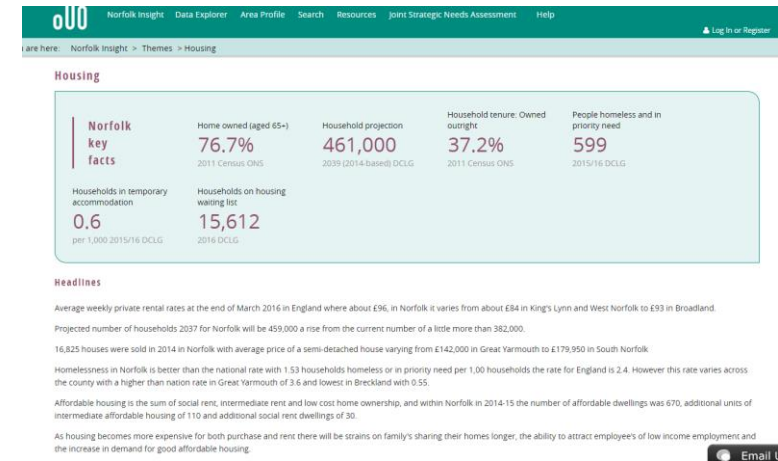 Norfolk Insight Data Explorer Area Profile Search Resources Joint Strategic Needs Assessment Help
Log In or Register
are here: Norfolk Insight > Themes > Housing
Housing
Norfolk key facts
Home owned (aged 65+)
76.7%
2011 Census ONS
Household projection
461,000
2039 (2014-based) DCLG
Household tenure: Owned outright
37.2%
2011 Census ONS
People homeless and in priority need
599
2015/16 DCLG
Households in temporary accommodation
0.6
per 1,000 2015/16 DCLG
Households on housing waiting list
15,612
2016 DCLG
Headlines
Average weekly private rental rates at the end of March 2016 in England where about £96, in Norfolk it varies from about £84 in King's Lynn and West Norfolk to £93 in Broadland.
Projected number of households 2037 for Norfolk will be 459,000 a rise from the current number of a little more than 382,000.
16,825 houses were sold in 2014 in Norfolk with average price of a semi-detached house varying from £142,000 in Great Yarmouth to £179,950 in South Norfolk
Homelessness in Norfolk is better than the national rate with 1.53 households homeless or in priority need per 1,00 households the rate for England is 2.4. However this rate varies across
the county with a higher than nation rate in Great Yarmouth of 3.6 and lowest in Breckland with 0.55.
Affordable housing is the sum of social rent, intermediate rent and low cost home ownership, and within Norfolk in 2014-15 the number of affordable dwellings was 670, additional units of
intermediate affordable housing of 110 and additional social rent dwellings of 30.
As housing becomes more expensive for both purchase and rent there will be strains on family's sharing their homes longer, the ability to attract employee's of low income employment and
the increase in demand for good affordable housing.
Email